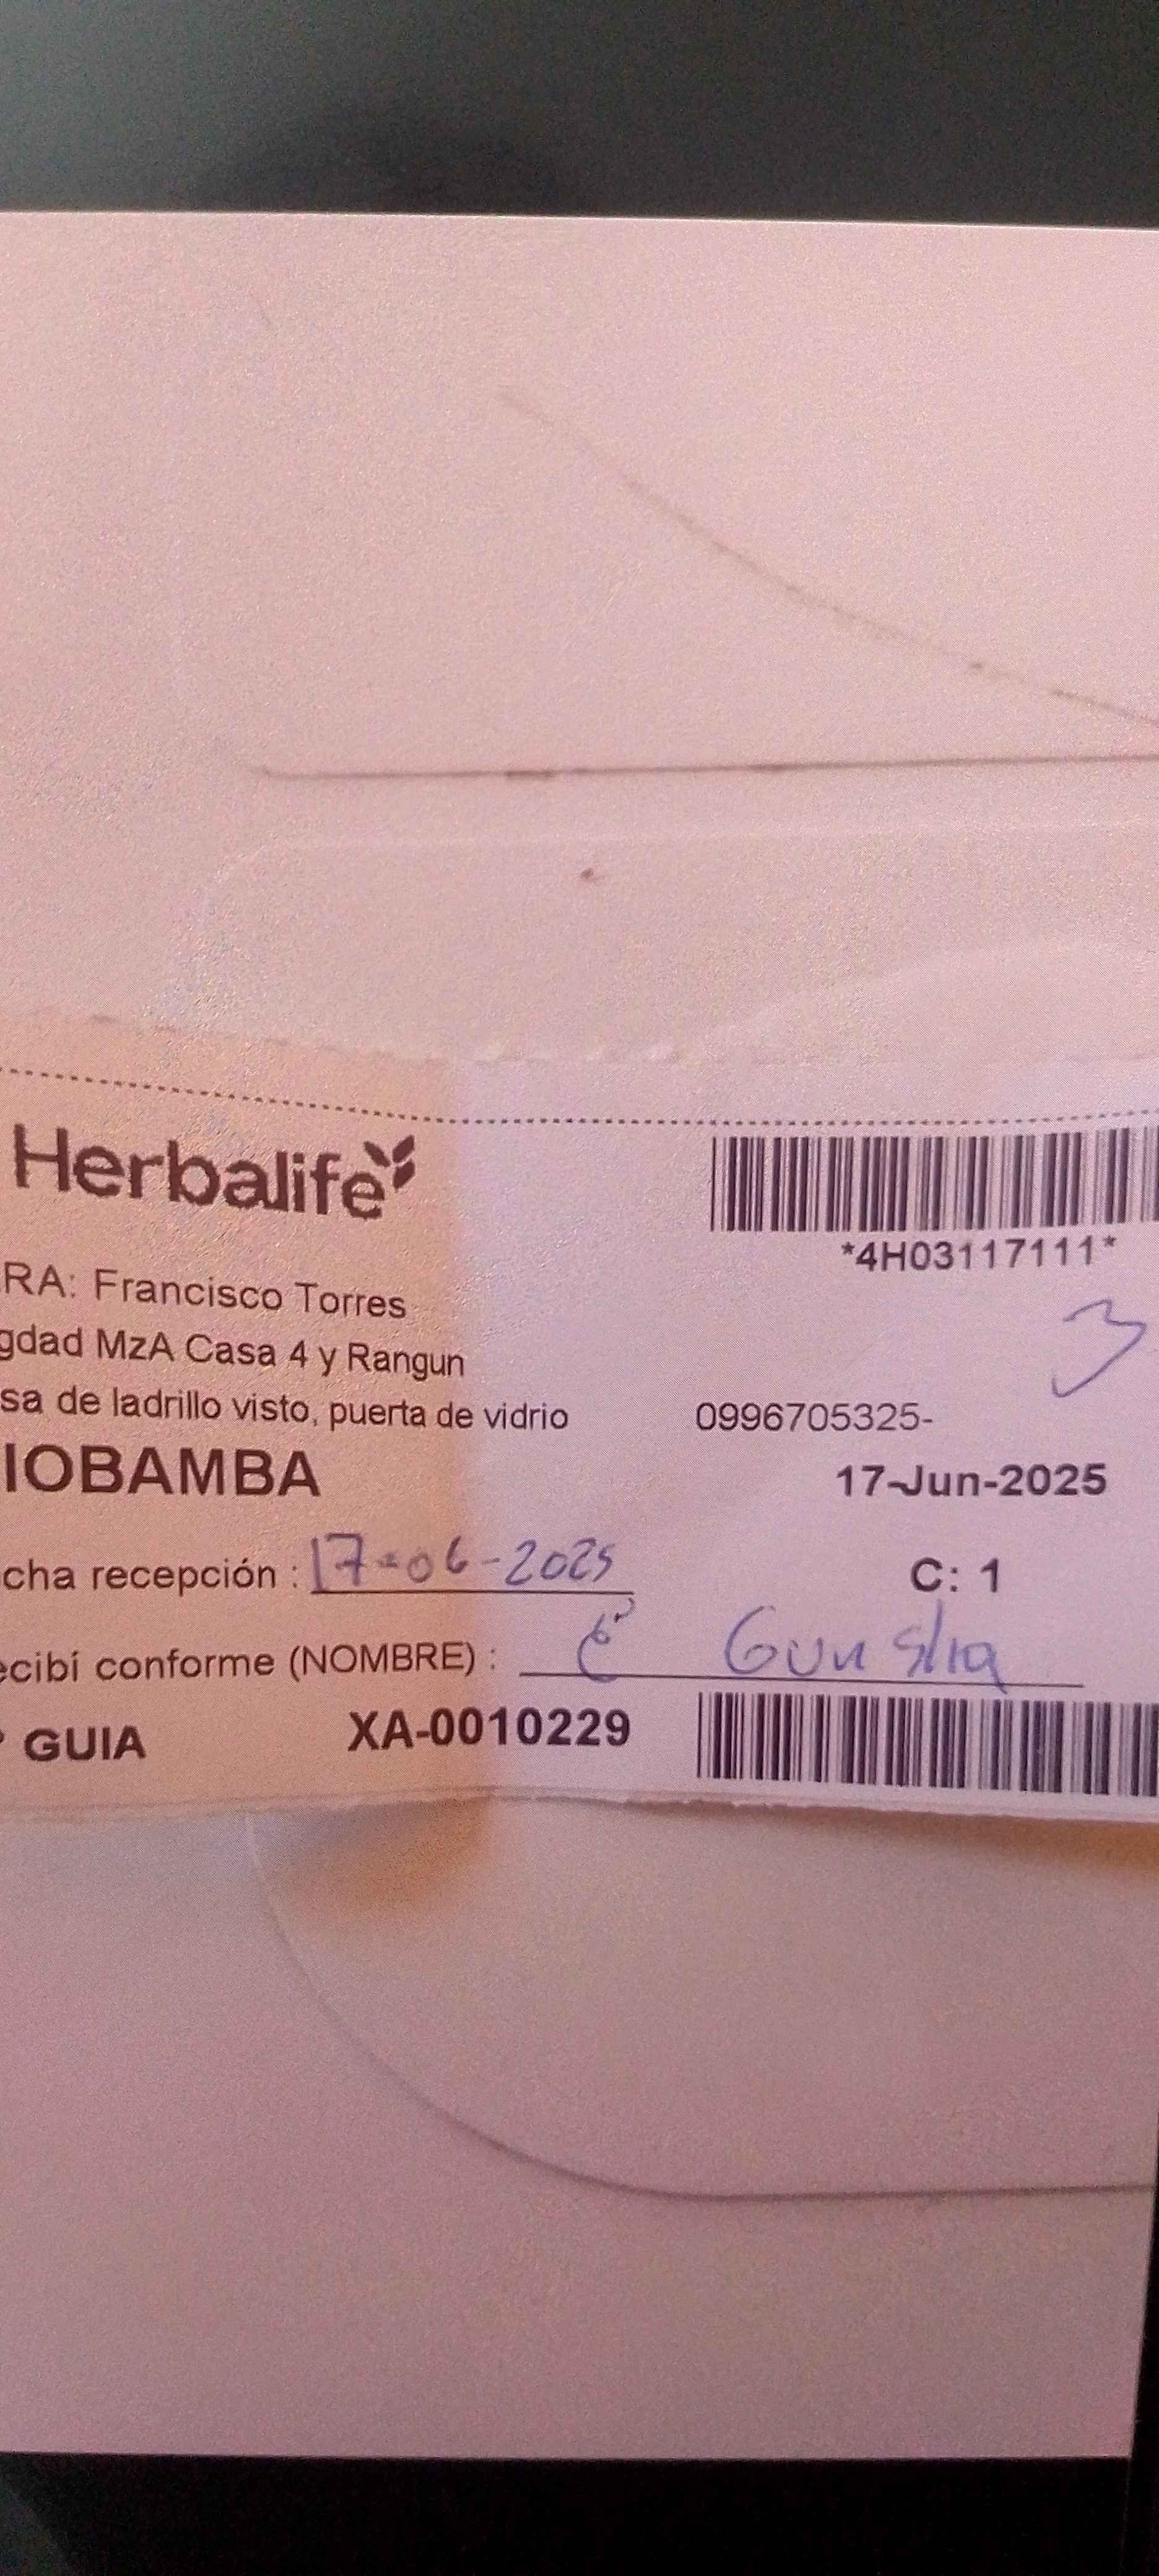 Herbalife
*4H03117111*
RA: Francisco Torres
3
gdad MzA Casa 4 y Rangun
sa de ladrillo visto, puerta de vidrio 0996705325-
IOBAMBA 17-Jun-2025
cha recepción : 17-06-2025 C: 1
ecibí conforme (NOMBRE) :
GUIA XA-0010229